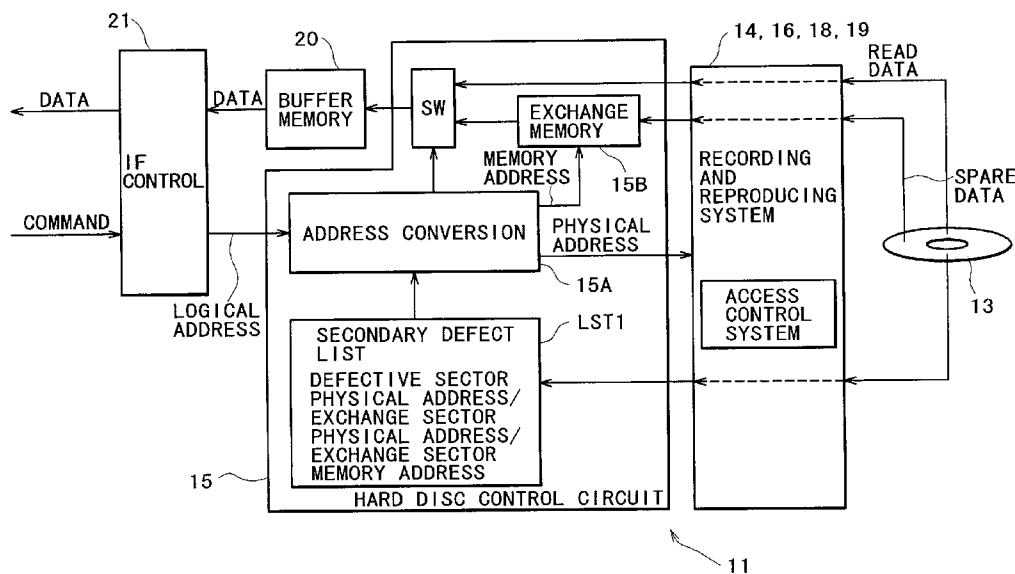 21
20
14, 16, 18, 19
READ
DATA
DATA
DATA
BUFFER
MEMORY
SW
EXCHANGE
MEMORY
MEMORY
ADDRESS
15B
IF
CONTROL
RECORDING
AND
REPRODUCING
SYSTEM
SPARE
DATA
COMMAND
ADDRESS CONVERSION
PHYSICAL
ADDRESS
15A
13
LOGICAL
ADDRESS
ACCESS
CONTROL
SYSTEM
LST1
SECONDARY DEFECT
LIST
DEFECTIVE SECTOR
PHYSICAL ADDRESS/
EXCHANGE SECTOR
PHYSICAL ADDRESS/
EXCHANGE SECTOR
MEMORY ADDRESS
15
HARD DISC CONTROL CIRCUIT
11